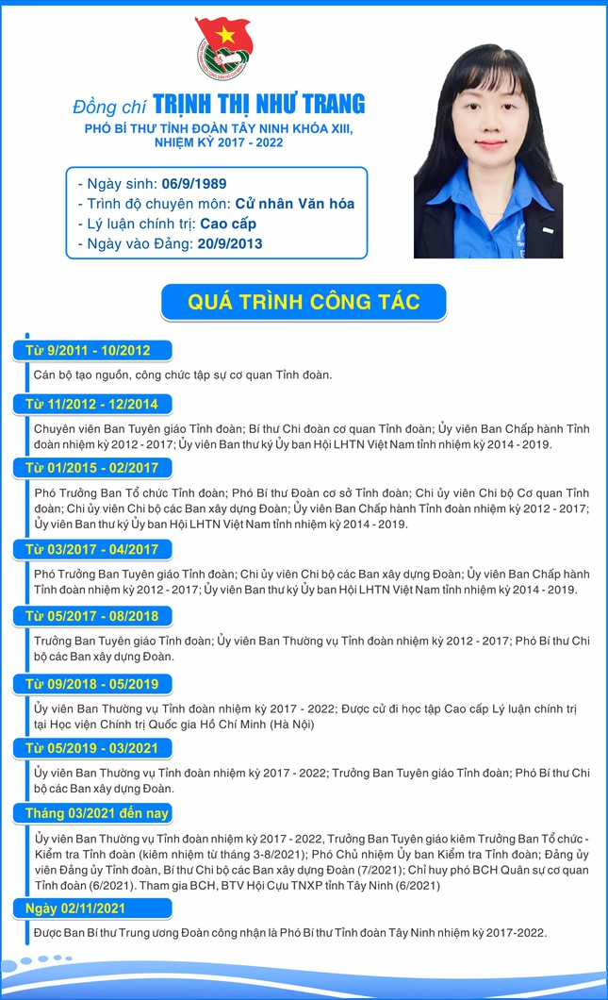 Đồng chí TRỊNH THỊ NHƯ TRANG
PHÓ BÍ THƯ TỈNH ĐOÀN TÂY NINH KHÓA XIII,
NHIỆM KỲ 2017 - 2022
- Ngày sinh: 06/9/1989
- Trình độ chuyên môn: Cử nhân Văn hóa
- Lý luận chính trị: Cao cấp
- Ngày vào Đảng: 20/9/2013
QUÁ TRÌNH CÔNG TÁC
Từ 9/2011 - 10/2012
Cán bộ tạo nguồn, công chức tập sự cơ quan Tỉnh đoàn.
Từ 11/2012 - 12/2014
Chuyên viên Ban Tuyên giáo Tỉnh đoàn; Bí thư Chi đoàn cơ quan Tỉnh đoàn; Ủy viên Ban Chấp hành Tỉnh
đoàn nhiệm kỳ 2012 - 2017; Ủy viên Ban thư ký Ủy ban Hội LHTN Việt Nam tỉnh nhiệm kỳ 2014 - 2019.
Từ 01/2015 - 02/2017
Phó Trưởng Ban Tổ chức Tỉnh đoàn; Phó Bí thư Đoàn cơ sở Tỉnh đoàn; Chi ủy viên Chi bộ Cơ quan Tỉnh
đoàn; Chi ủy viên Chi bộ các Ban xây dựng Đoàn; Ủy viên Ban Chấp hành Tỉnh đoàn nhiệm kỳ 2012 - 2017;
Ủy viên Ban thư ký Ủy ban Hội LHTN Việt Nam tỉnh nhiệm kỳ 2014 - 2019.
Từ 03/2017 - 04/2017
Phó Trưởng Ban Tuyên giáo Tỉnh đoàn; Chi ủy viên Chi bộ các Ban xây dựng Đoàn; Ủy viên Ban Chấp hành
Tỉnh đoàn nhiệm kỳ 2012 - 2017; Ủy viên Ban thư ký Ủy ban Hội LHTN Việt Nam tỉnh nhiệm kỳ 2014 - 2019.
Từ 05/2017 - 08/2018
Trưởng Ban Tuyên giáo Tỉnh đoàn; Ủy viên Ban Thường vụ Tỉnh đoàn nhiệm kỳ 2012 - 2017; Phó Bí thư Chi
bộ các Ban xây dựng Đoàn.
Từ 09/2018 - 05/2019
Ủy viên Ban Thường vụ Tỉnh đoàn nhiệm kỳ 2017 - 2022; Được cử đi học tập Cao cấp Lý luận chính trị
tại Học viện Chính trị Quốc gia Hồ Chí Minh (Hà Nội)
Từ 05/2019 - 03/2021
Ủy viên Ban Thường vụ Tỉnh đoàn nhiệm kỳ 2017 - 2022; Trưởng Ban Tuyên giáo Tỉnh đoàn; Phó Bí thư Chi
bộ các Ban xây dựng Đoàn.
Tháng 03/2021 đến nay
Ủy viên Ban Thường vụ Tỉnh đoàn nhiệm kỳ 2017 - 2022, Trưởng Ban Tuyên giáo kiêm Trưởng Ban Tổ chức -
Kiểm tra Tỉnh đoàn (kiêm nhiệm từ tháng 3-8/2021); Phó Chủ nhiệm Ủy ban Kiểm tra Tỉnh đoàn; Đảng ủy
viên Đảng ủy Tỉnh đoàn, Bí thư Chi bộ các Ban xây dựng Đoàn (7/2021); Chỉ huy phó BCH Quân sự cơ quan
Tỉnh đoàn (6/2021). Tham gia BCH, BTV Hội Cựu TNXP tỉnh Tây Ninh (6/2021)
Ngày 02/11/2021
Được Ban Bí thư Trung ương Đoàn công nhận là Phó Bí thư Tỉnh đoàn Tây Ninh nhiệm kỳ 2017-2022.